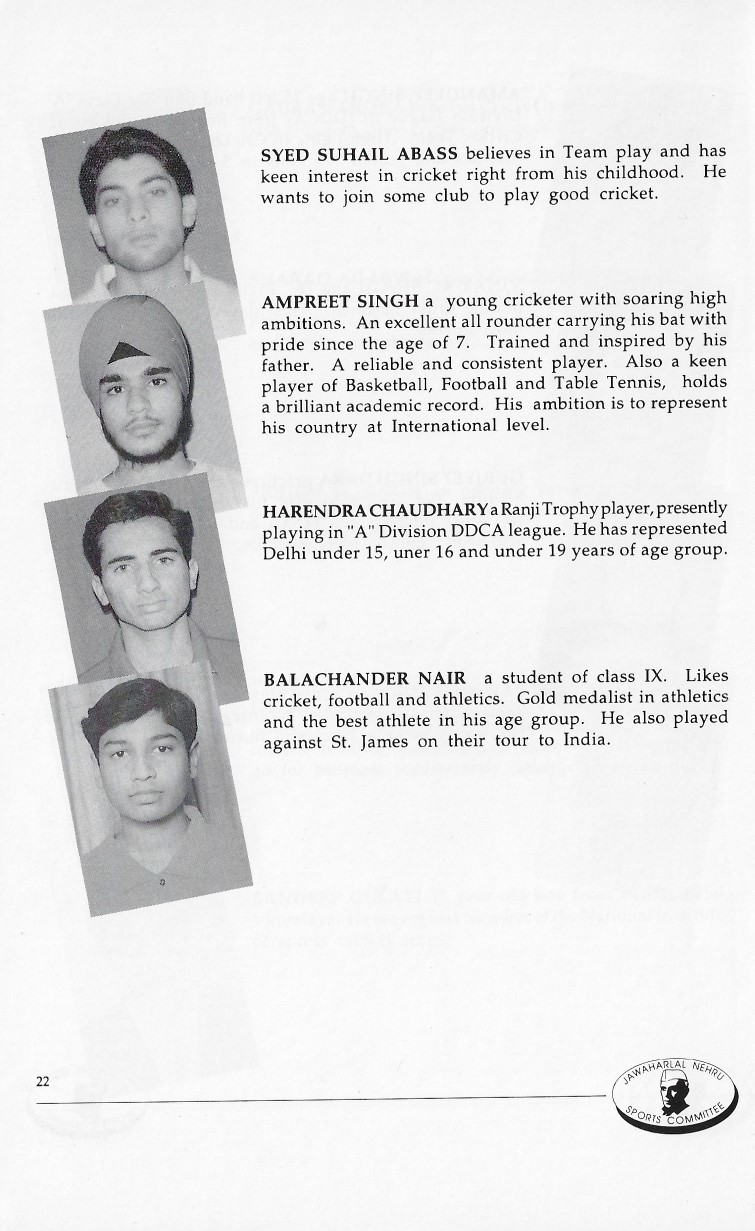 SYED SUHAIL ABASS believes in Team play and has
keen interest in cricket right from his childhood. He
wants to join some club to play good cricket.
AMPREET SINGH a young cricketer with soaring high
ambitions. An excellent all rounder carrying his bat with
pride since the age of 7. Trained and inspired by his
father. A reliable and consistent player. Also a keen
player of Basketball, Football and Table Tennis, holds
a brilliant academic record. His ambition is to represent
his country at International level.
HARENDRA CHAUDHARY a Ranji Trophy player, presently
playing in "A" Division DDCA league. He has represented
Delhi under 15, uner 16 and under 19 years of age group.
BALACHANDER NAIR a student of class IX. Likes
cricket, football and athletics. Gold medalist in athletics
and the best athlete in his age group. He also played
against St. James on their tour to India.
22
JAWAHARLAL NEHRU
SPORTS COMMITTEE